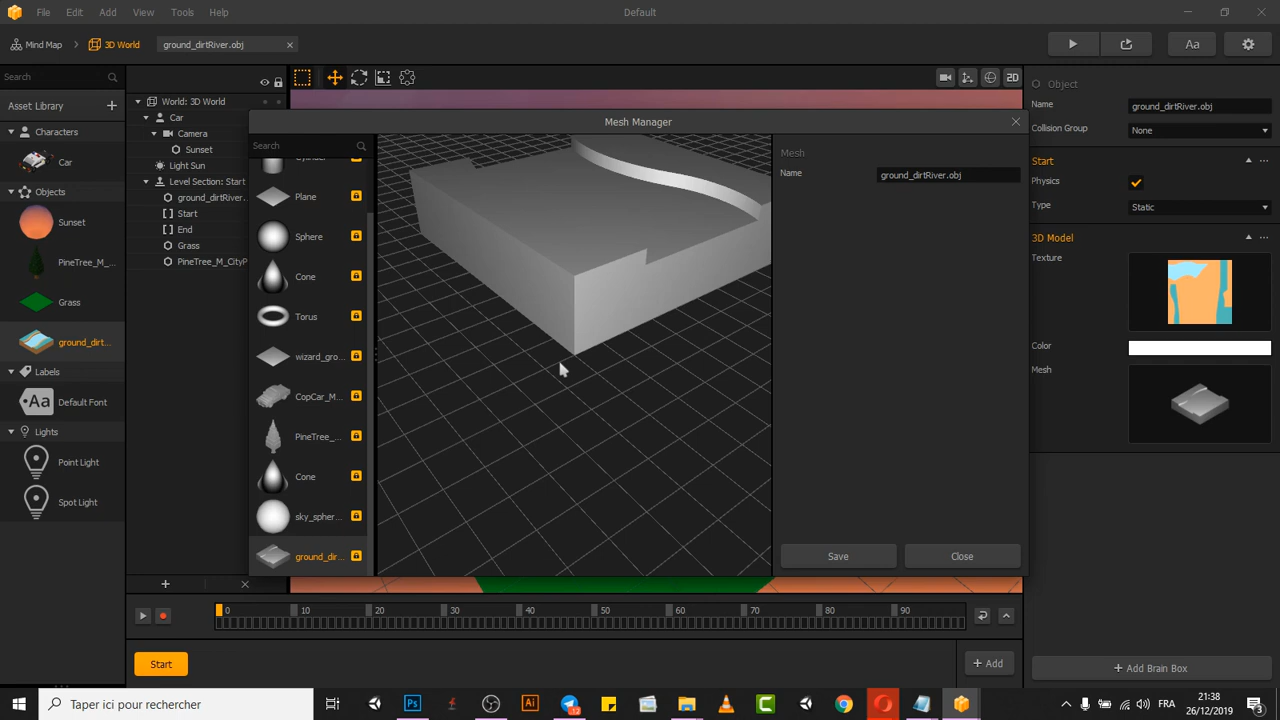 File Edit View Tools Help Default
Mind Map 3D World ground_dirtRiver.obj Aa
Search
Asset Library
Characters
Car
Objects
Sunset
PineTree_M_
Grass
ground_dirt...
Labels
Aa Default Font
Lights
Point Light
Spot Light
World: 3D World
Car
Camera
Sunset
Light Sun
Level Section: Start
ground_dirtRiver.
Start
End
Grass
PineTree_M_CityP
2D
Mesh Manager
Search
Cylinder
Plane
Sphere
Cone
Torus
wizard_gro...
CopCar_M...
PineTree_...
Cone
sky_spher...
ground_dir...
Mesh
Name ground_dirtRiver.obj
Save Close
Object
Name ground_dirtRiver.obj
Collision Group None
Start
Physics
Type Static
3D Model
Texture
Color
Mesh
Add Brain Box
0 10 20 30 40 50 60 70 80 90
Start Add
Taper ici pour rechercher
Ps Ai 12 FRA 21:38 26/12/2019 3